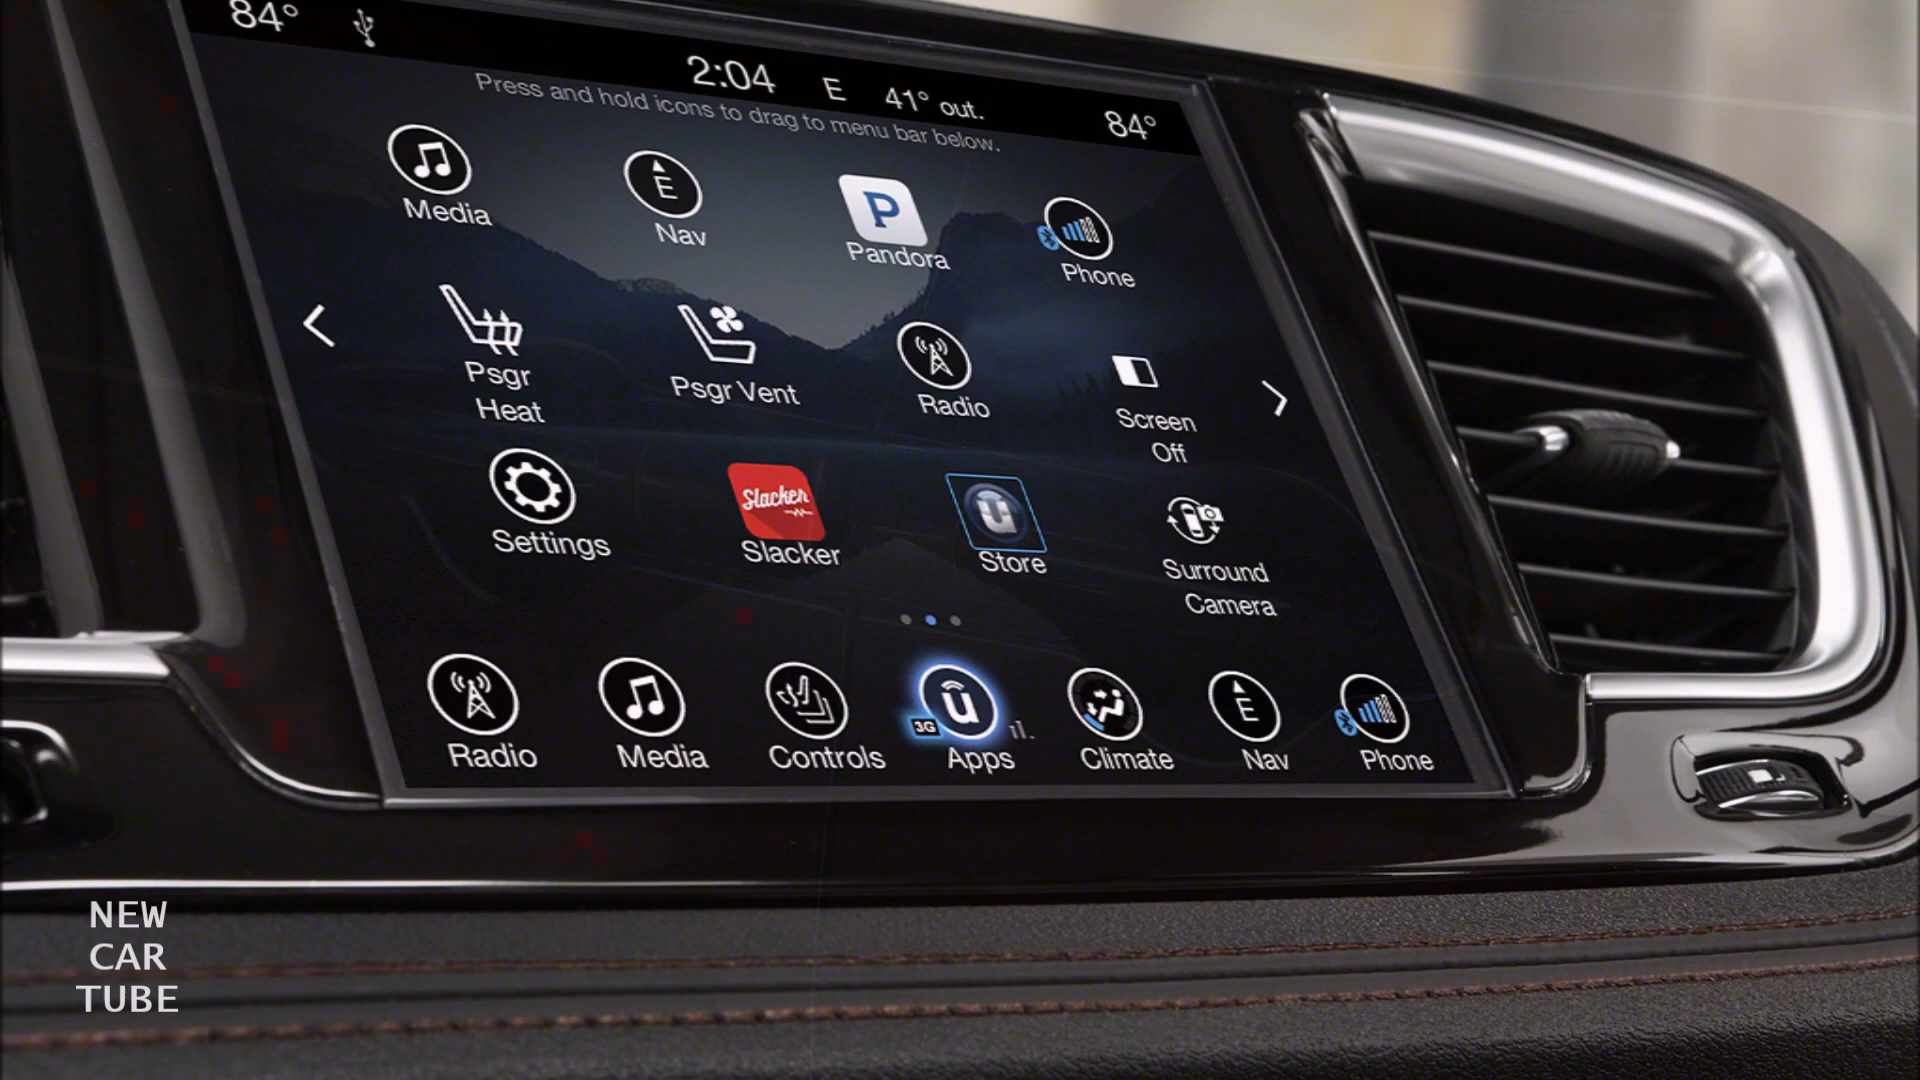 84°
2:04 E 41° out.
84°
Press and hold icons to drag to menu bar below.
E
Media
Nav
P
Pandora
Phone
Psgr
Heat
Psgr Vent
Radio
Screen
Off
Settings
Slacker
Slacker
u
Store
Surround
Camera
3G
u
E
Radio
Media
Controls
Apps
Climate
Nav
Phone
NEW
CAR
TUBE